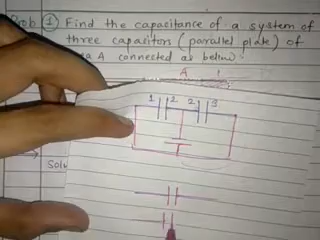 Prob. ① Find the capacitance of a system of
three capacitors (parallel plate) of
A connected as below.
A
1 2 2 3
Solu